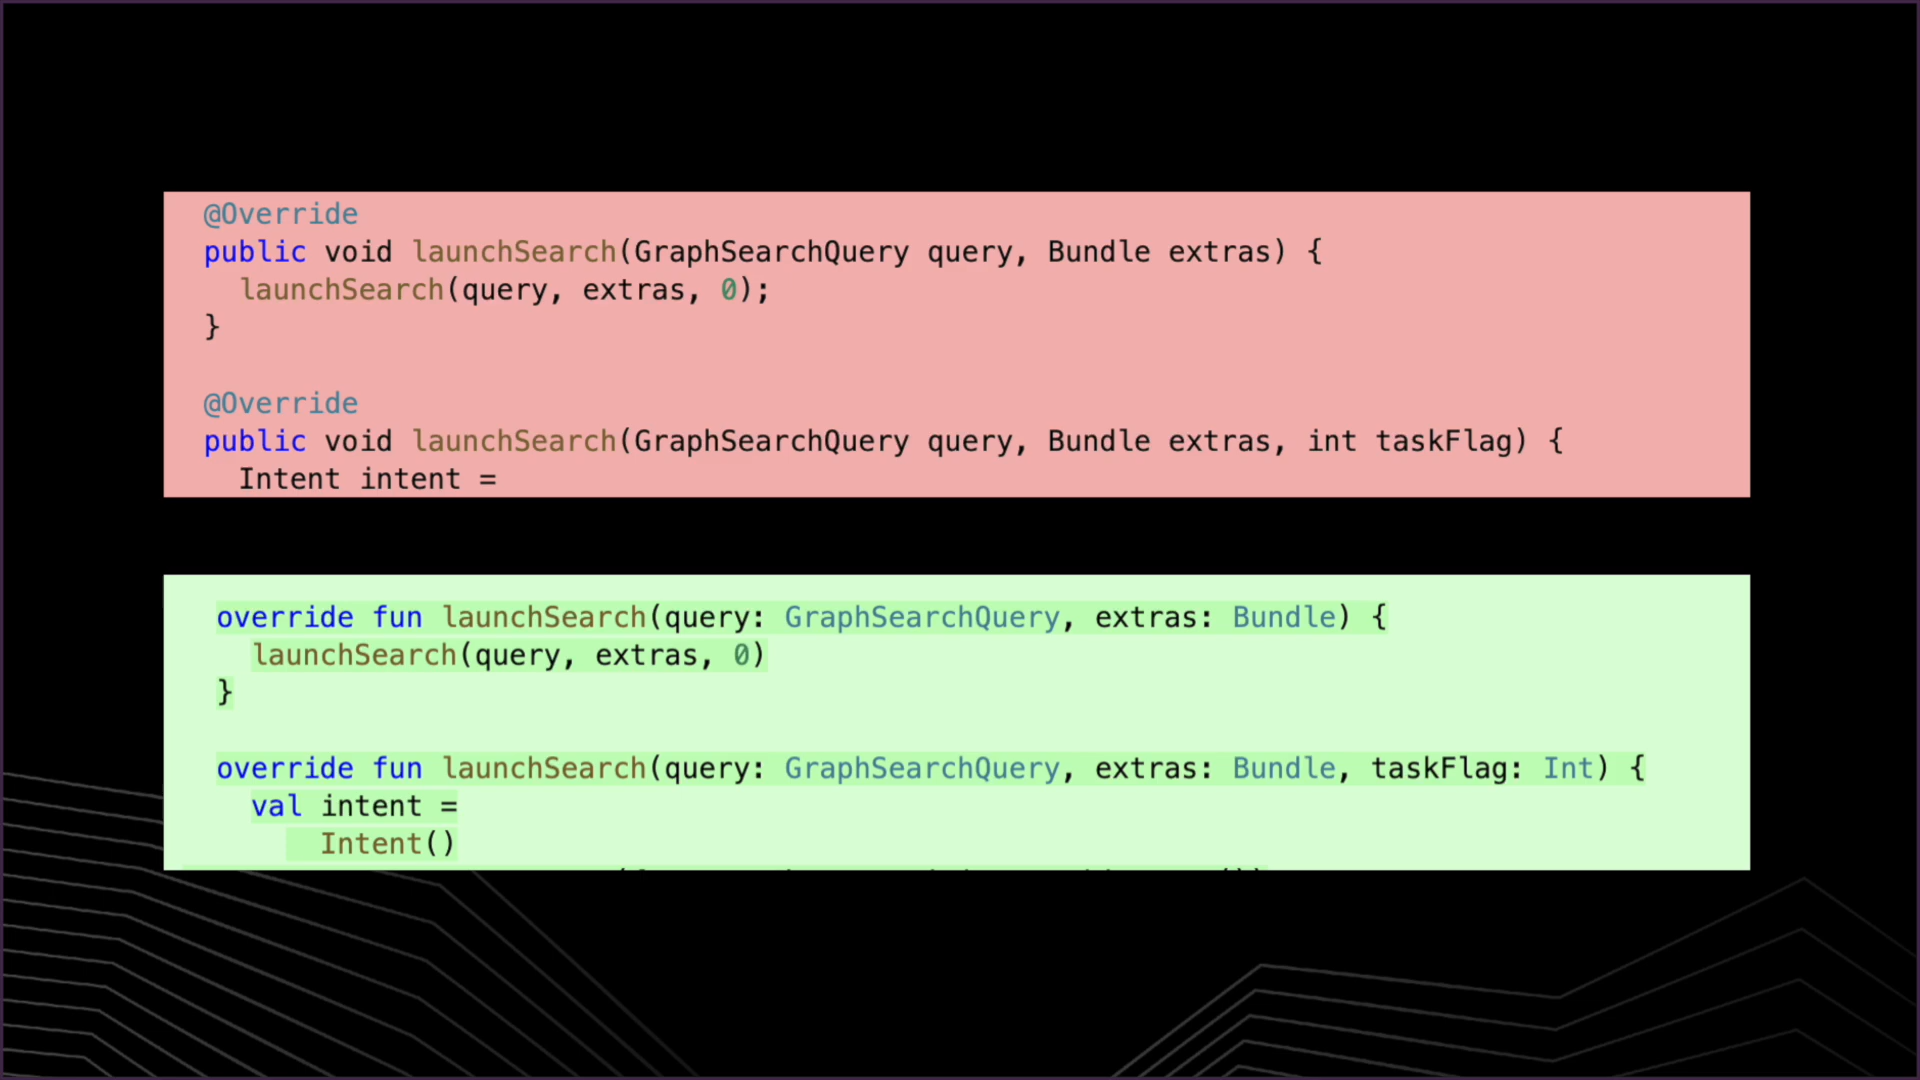 @Override
public void launchSearch(GraphSearchQuery query, Bundle extras) {
launchSearch(query, extras, 0);
}
@Override
public void launchSearch(GraphSearchQuery query, Bundle extras, int taskFlag) {
Intent intent =
override fun launchSearch(query: GraphSearchQuery, extras: Bundle) {
launchSearch(query, extras, 0)
}
override fun launchSearch(query: GraphSearchQuery, extras: Bundle, taskFlag: Int) {
val intent =
Intent()